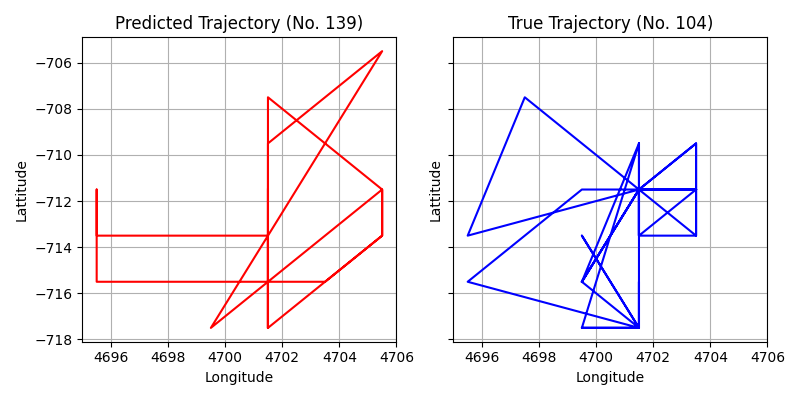 Predicted Trajectory (No. 139)
True Trajectory (No. 104)
−706
−708
−710
−712
−714
−716
−718
Lattitude
Lattitude
4696 4698 4700 4702 4704 4706
4696 4698 4700 4702 4704 4706
Longitude
Longitude